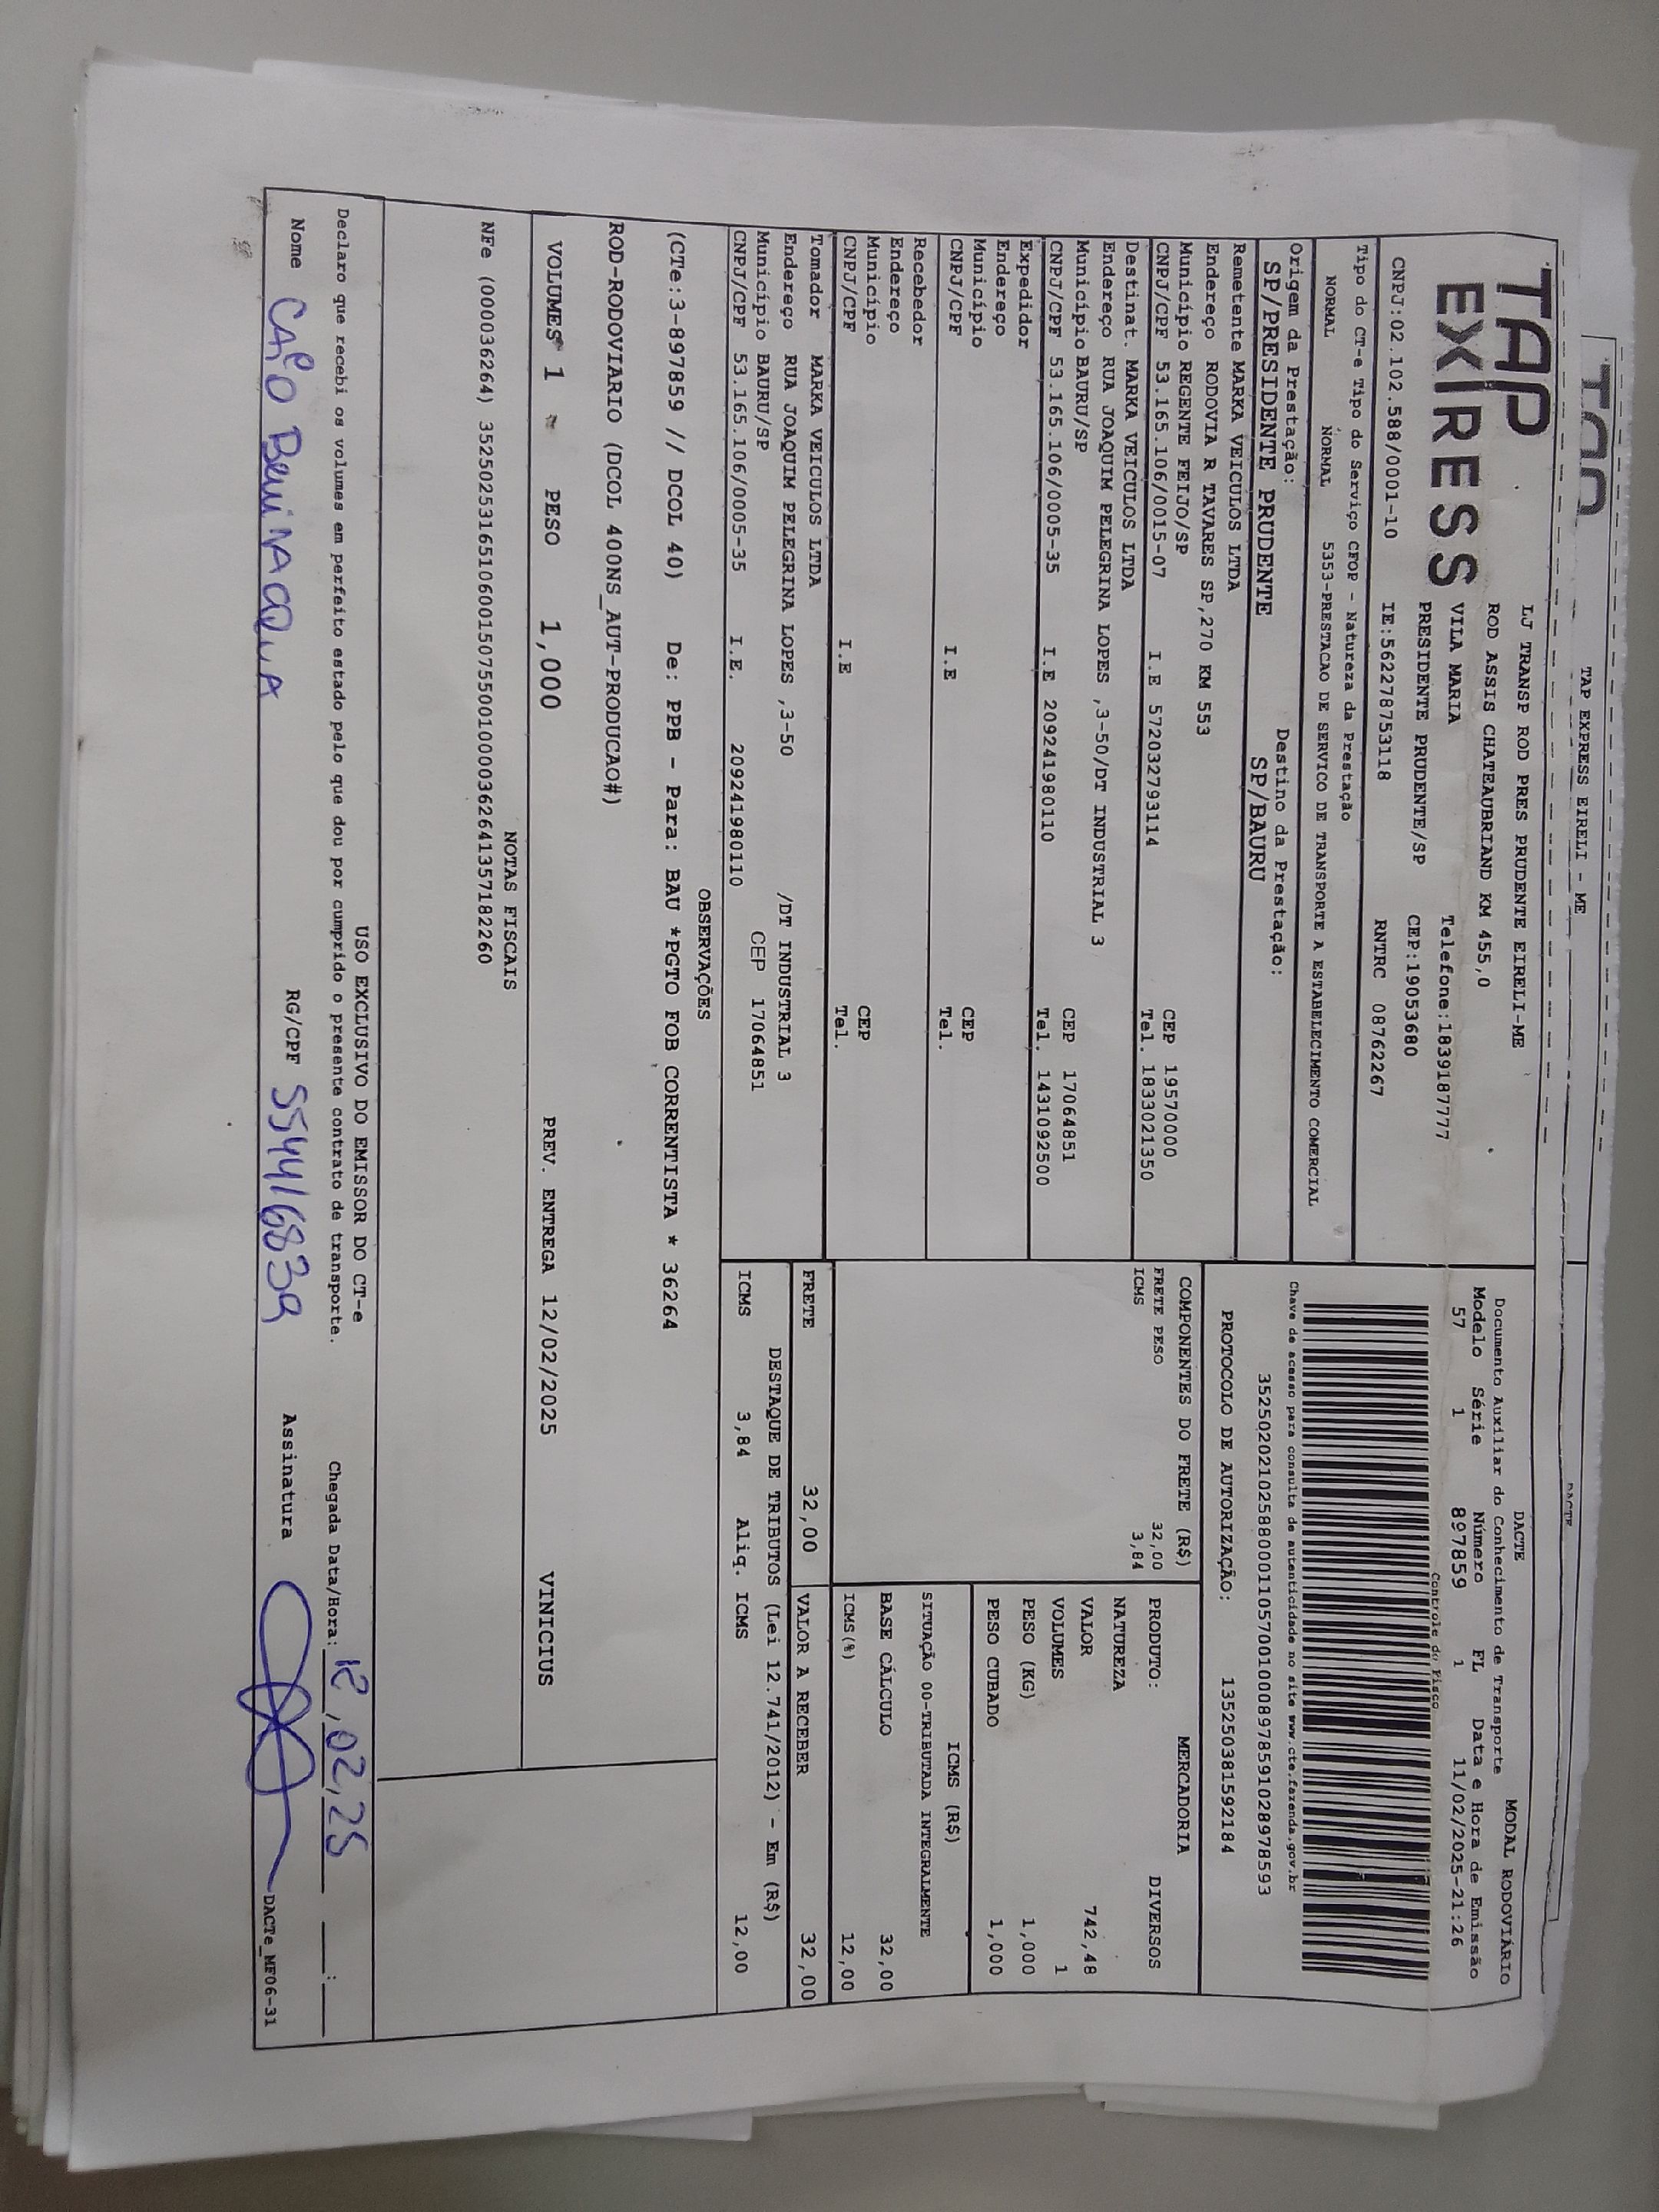 TAP EXPRESS EIRELI - ME
DACTE
TAP
EXPRESS
LJ TRANSP ROD PRES PRUDENTE EIRELI-ME
ROD ASSIS CHATEAUBRIAND KM 455,0
VILA MARIA Telefone:1839187777
PRESIDENTE PRUDENTE/SP CEP:19053680
CNPJ:02.102.588/0001-10 IE:562278753118 RNTRC 08762267
DACTE MODAL RODOVIÁRIO
Documento Auxiliar do Conhecimento de Transporte
Modelo Série Número FL Data e Hora de Emissão
57 1 897859 1 11/02/2025-21:26
Controle do Fisco
Tipo do CT-e Tipo do Serviço CFOP - Natureza da Prestação
NORMAL NORMAL 5353-PRESTACAO DE SERVICO DE TRANSPORTE A ESTABELECIMENTO COMERCIAL
Chave de acesso para consulta de autenticidade no site www.cte.fazenda.gov.br
35250202102588000110570010008978591028978593
PROTOCOLO DE AUTORIZAÇÃO: 135250381592184
Origem da Prestação: Destino da Prestação:
SP/PRESIDENTE PRUDENTE SP/BAURU
Remetente MARKA VEICULOS LTDA
Endereço RODOVIA R TAVARES SP,270 KM 553
Município REGENTE FEIJO/SP CEP 19570000
CNPJ/CPF 53.165.106/0015-07 I.E 572032793114 Tel. 1833021350
Destinat. MARKA VEICULOS LTDA
Endereço RUA JOAQUIM PELEGRINA LOPES ,3-50/DT INDUSTRIAL 3
Município BAURU/SP CEP 17064851
CNPJ/CPF 53.165.106/0005-35 I.E 209241980110 Tel. 1431092500
Expedidor
Endereço
Município CEP
CNPJ/CPF I.E Tel.
Recebedor
Endereço
Município CEP
CNPJ/CPF I.E Tel.
Tomador MARKA VEICULOS LTDA
Endereço RUA JOAQUIM PELEGRINA LOPES ,3-50 /DT INDUSTRIAL 3
Município BAURU/SP CEP 17064851
CNPJ/CPF 53.165.106/0005-35 I.E. 209241980110
COMPONENTES DO FRETE (R$)
FRETE PESO 32,00
ICMS 3,84
MERCADORIA
PRODUTO: DIVERSOS
NATUREZA
VALOR 742,48
VOLUMES 1
PESO (KG) 1,000
PESO CUBADO 1,000
ICMS (R$)
SITUAÇÃO 00-TRIBUTADA INTEGRALMENTE
BASE CÁLCULO 32,00
ICMS(%) 12,00
FRETE 32,00 VALOR A RECEBER 32,00
DESTAQUE DE TRIBUTOS (Lei 12.741/2012) - Em (R$)
ICMS 3,84 Aliq. ICMS 12,00
OBSERVAÇÕES
(CTe:3-897859 // DCOL 40) De: PPB - Para: BAU *PGTO FOB CORRENTISTA * 36264
ROD-RODOVIARIO (DCOL 400NS_AUT-PRODUCAO#)
VOLUMES 1 PESO 1,000 PREV. ENTREGA 12/02/2025 VINICIUS
NOTAS FISCAIS
NFe (000036264) 35250253165106001507550010000362641357182260
USO EXCLUSIVO DO EMISSOR DO CT-e
Declaro que recebi os volumes em perfeito estado pelo que dou por cumprido o presente contrato de transporte. Chegada Data/Hora: 12,02,25 __:__
Nome CAIO RG/CPF 554416839 Assinatura
DACTe_MF06-31